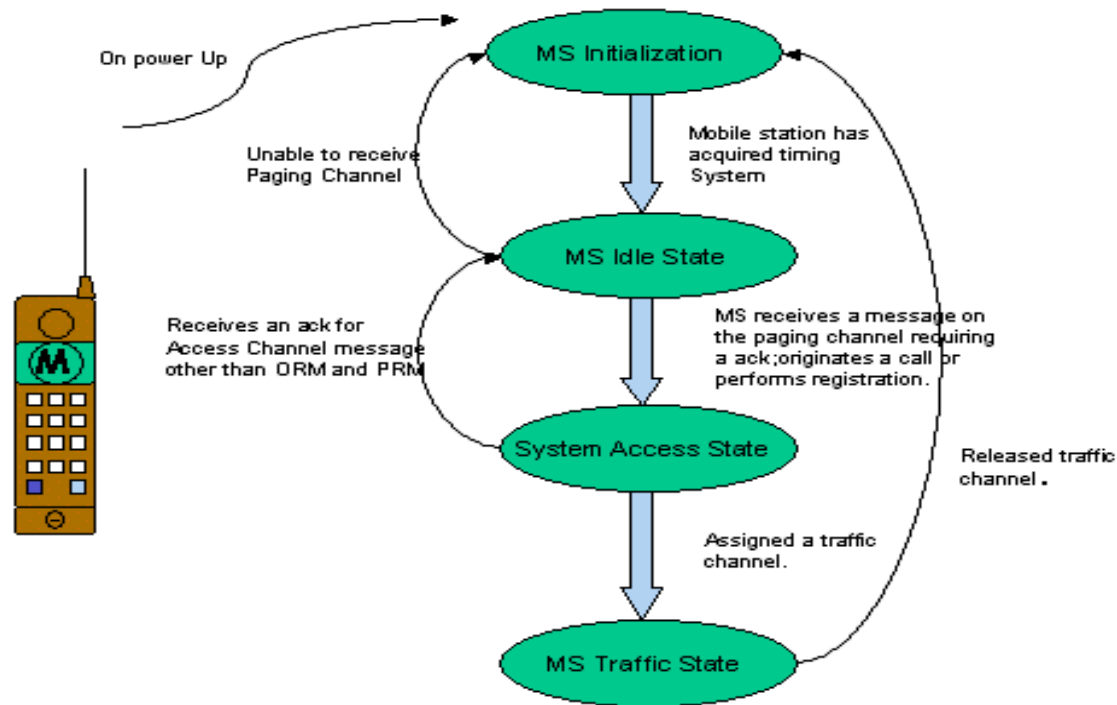 On power Up
MS Initialization
Unable to receive
Paging Channel
Mobile station has
acquired timing
System
MS Idle State
Receives an ack for
Access Channel message
other than ORM and PRM
MS receives a message on
the paging channel requiring
a ack;originates a call or
performs registration.
M
System Access State
Released traffic
channel.
Assigned a traffic
channel.
MS Traffic State